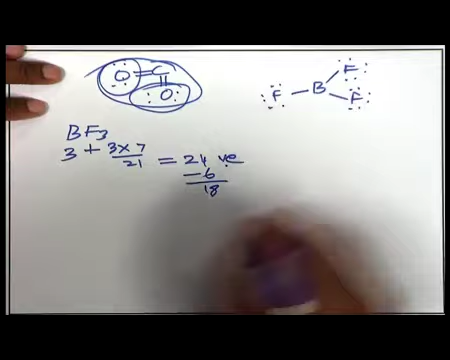 O = C
O
F
F — B
F
BF3
3 + 3 x 7 = 24 ve
21
- 6
18